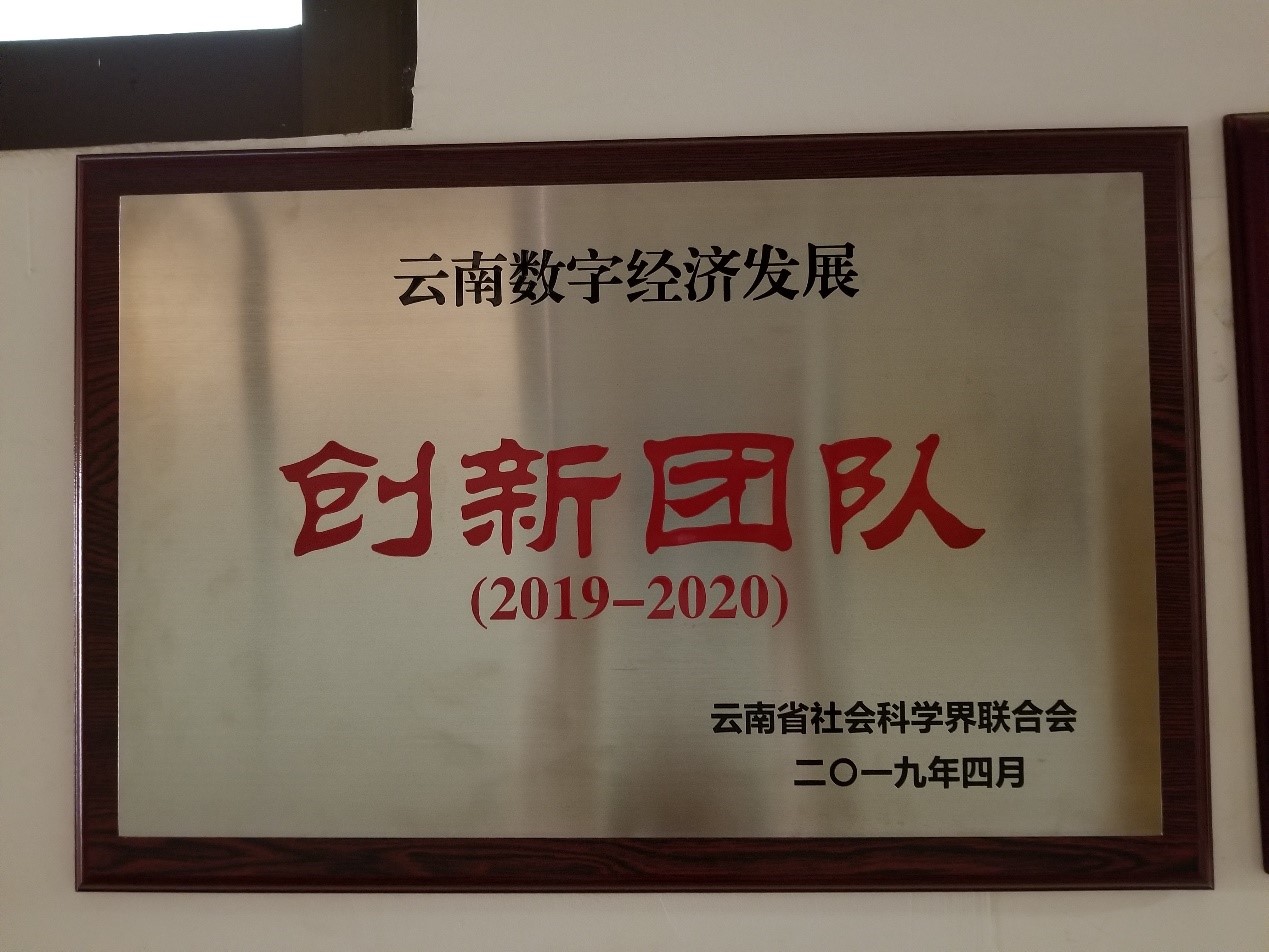 云南数字经济发展
创新团队
(2019-2020)
云南省社会科学界联合会
二〇一九年四月